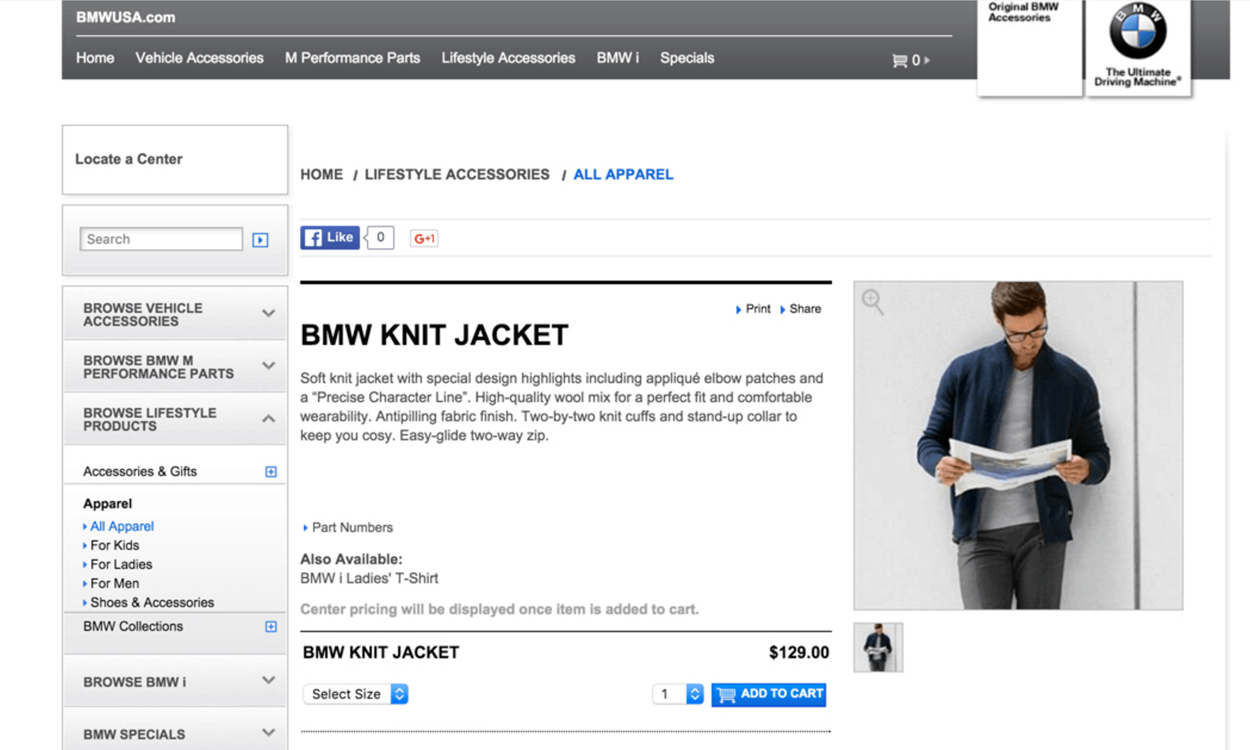 BMWUSA.com
Original BMW
Accessories
BMW
The Ultimate
Driving Machine®
Home Vehicle Accessories M Performance Parts Lifestyle Accessories BMW i Specials 0
Locate a Center
Search
HOME / LIFESTYLE ACCESSORIES / ALL APPAREL
Like 0 G+1
BROWSE VEHICLE
ACCESSORIES
BROWSE BMW M
PERFORMANCE PARTS
BROWSE LIFESTYLE
PRODUCTS
Accessories & Gifts
Apparel
All Apparel
For Kids
For Ladies
For Men
Shoes & Accessories
BMW Collections
BROWSE BMW i
BMW SPECIALS
Print Share
BMW KNIT JACKET
Soft knit jacket with special design highlights including appliqué elbow patches and
a “Precise Character Line”. High-quality wool mix for a perfect fit and comfortable
wearability. Antipilling fabric finish. Two-by-two knit cuffs and stand-up collar to
keep you cosy. Easy-glide two-way zip.
Part Numbers
Also Available:
BMW i Ladies' T-Shirt
Center pricing will be displayed once item is added to cart.
BMW KNIT JACKET $129.00
Select Size 1 ADD TO CART